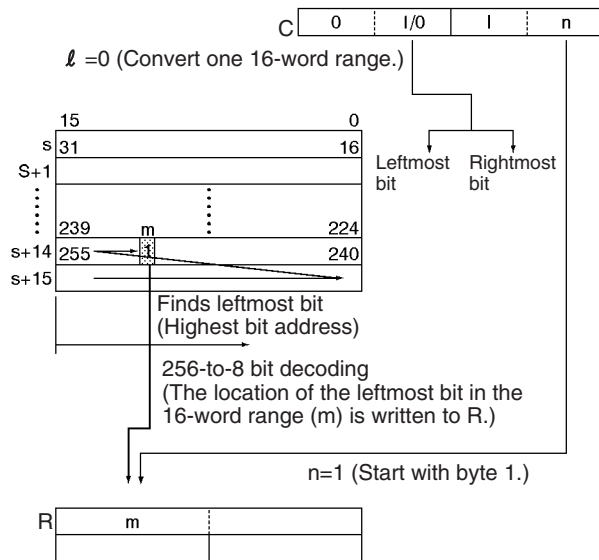 C 0 1/0 l n
ℓ =0 (Convert one 16-word range.)
15 0
s 31 16
S+1
Leftmost bit
Rightmost bit
239 m 224
s+14 255 1 240
s+15
Finds leftmost bit
(Highest bit address)
256-to-8 bit decoding
(The location of the leftmost bit in the
16-word range (m) is written to R.)
n=1 (Start with byte 1.)
R m